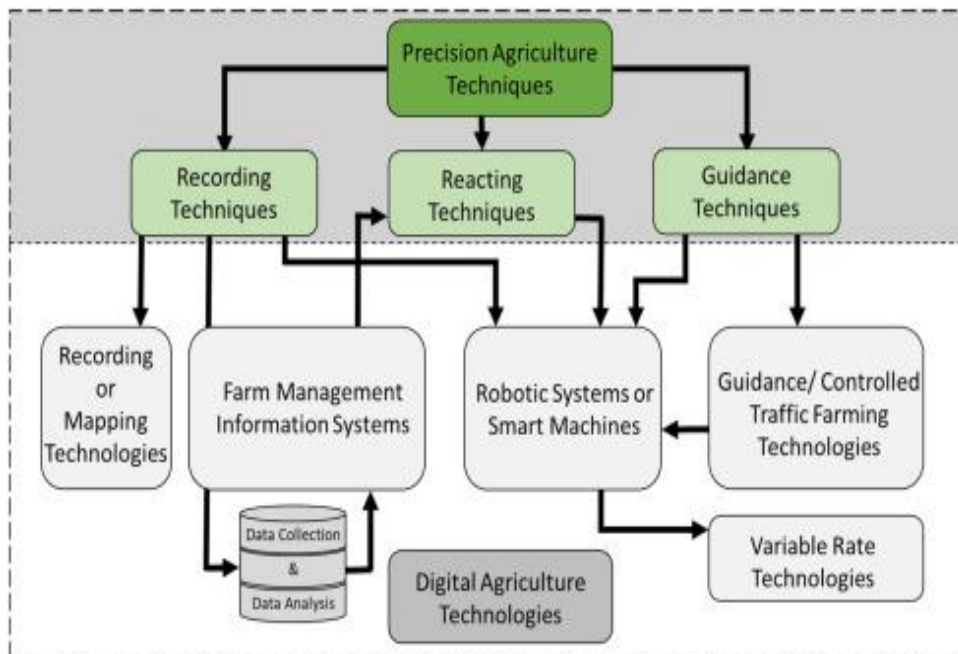 Precision Agriculture
Techniques
Recording
Techniques
Reacting
Techniques
Guidance
Techniques
Recording
or
Mapping
Technologies
Farm Management
Information Systems
Robotic Systems or
Smart Machines
Guidance/ Controlled
Traffic Farming
Technologies
Data Collection
&
Data Analysis
Digital Agriculture
Technologies
Variable Rate
Technologies